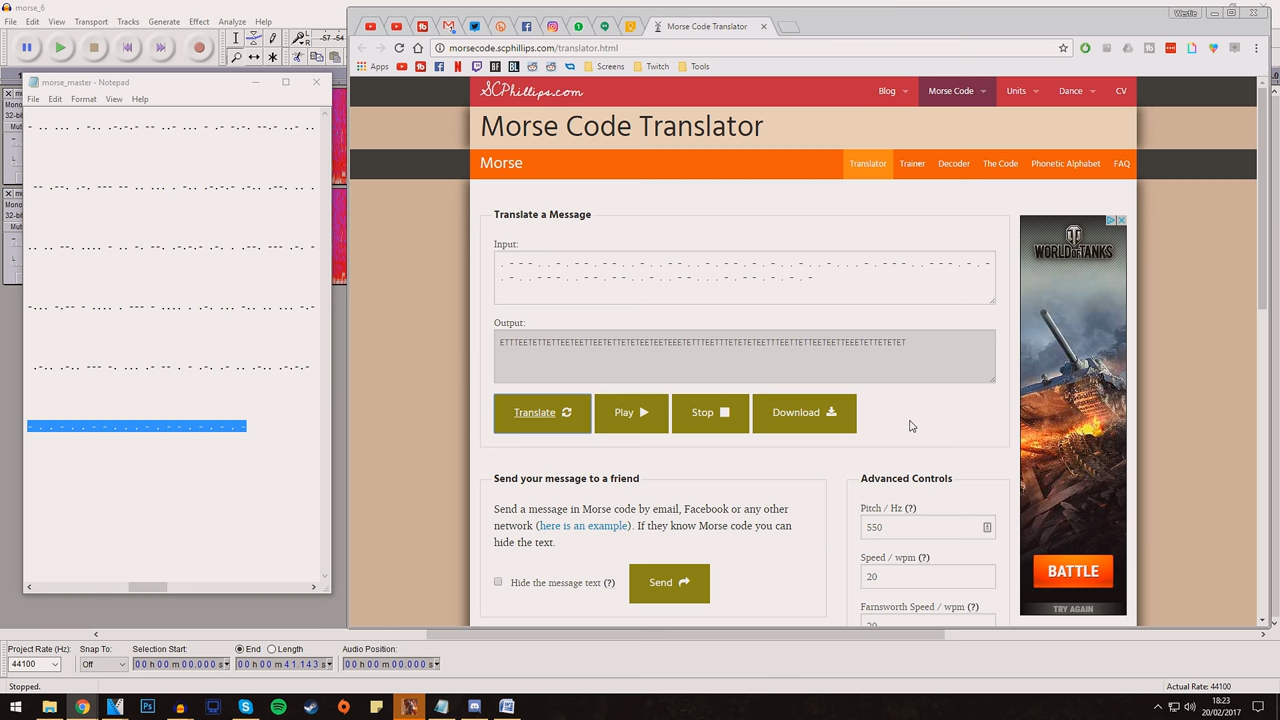 morse_6
File Edit Transport Tracks Generate Effect Analyze
-57 -54
morse_master - Notepad
File Edit Format View Help
Morse Code Translator
Westie
morsecode.scphillips.com/translator.html
Apps Screens Twitch Tools
SCPhillips.com
Blog Morse Code Units Dance CV
Morse Code Translator
Morse
Translator Trainer Decoder The Code Phonetic Alphabet FAQ
Translate a Message
Input:
Output:
Translate Play Stop Download
WORLD OF TANKS
BATTLE
TRY AGAIN
Send your message to a friend
Send a message in Morse code by email, Facebook or any other
network (here is an example). If they know Morse code you can
hide the text.
Hide the message text (?)
Send
Advanced Controls
Pitch / Hz (?)
550
Speed / wpm (?)
20
Farnsworth Speed / wpm (?)
20
Project Rate (Hz): Snap To: Selection Start: End Length Audio Position:
44100 Off 00 h 00 m 00.000 s 00 h 00 m 41.143 s 00 h 00 m 00.000 s
Stopped. Actual Rate: 44100
18:23
20/02/2017